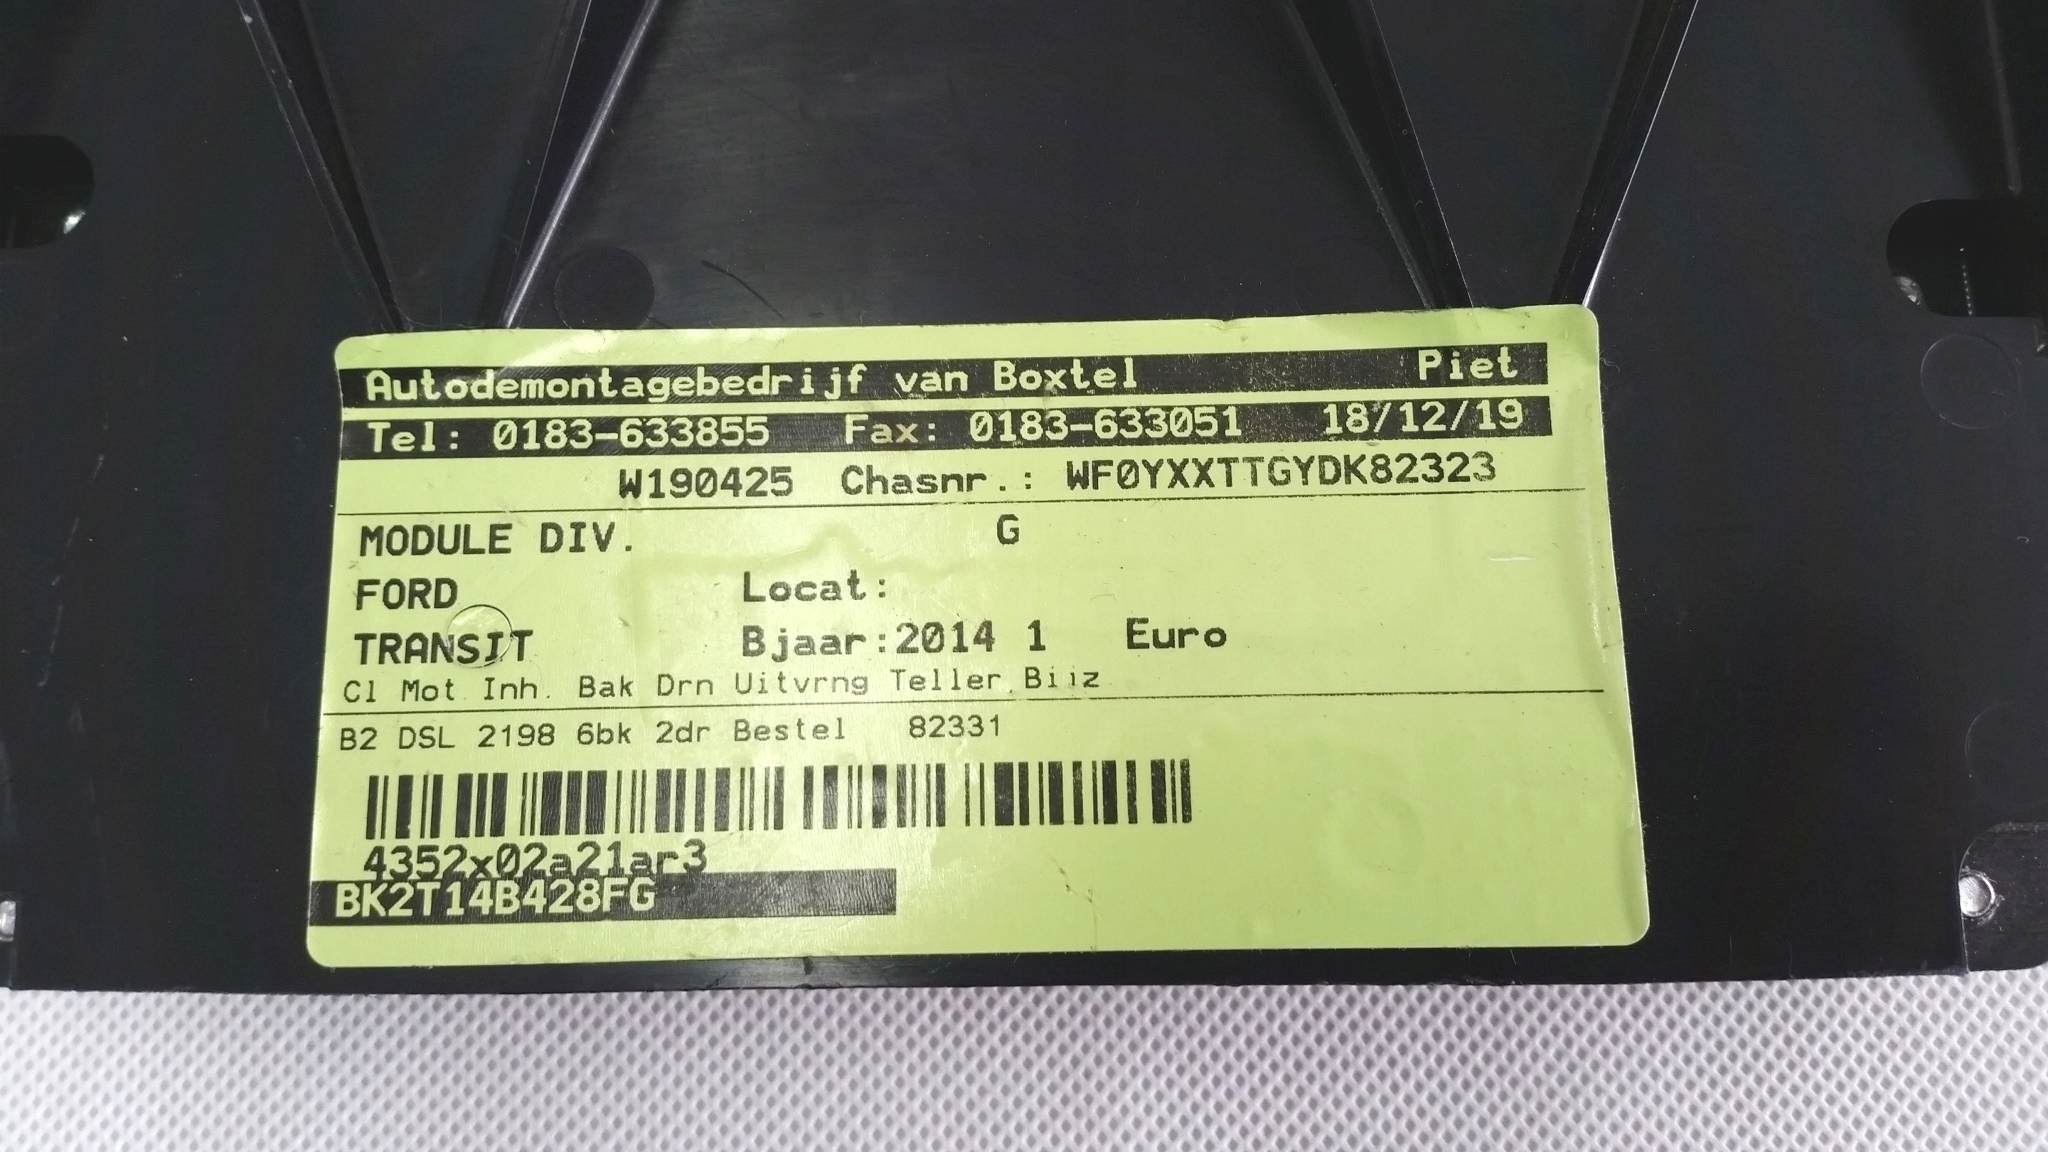 Autodemontagebedrijf van Boxtel Piet
Tel: 0183-633855 Fax: 0183-633051 18/12/19
W190425 Chasnr.: WF0YXXTTGYDK82323
MODULE DIV. G
FORD Locat:
TRANSIT Bjaar:2014 1 Euro
Cl Mot Inh. Bak Drn Uitvrng Teller
B2 DSL 2198 6bk 2dr Bestel 82331
4352x02a21ar3
BK2T14B428FG